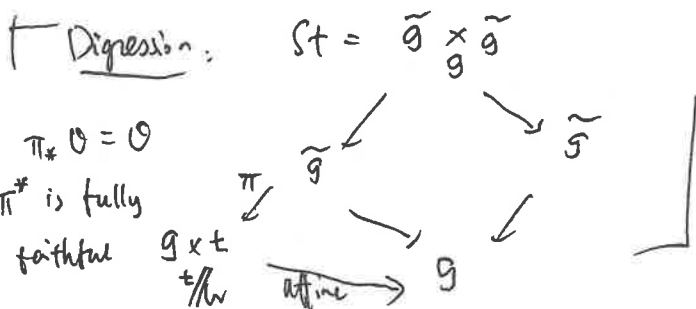 Digression: St = g̃ ×_g g̃
π_* O = O
g̃ g̃
π* is fully
π
faithful g × t
t//W
affine
g